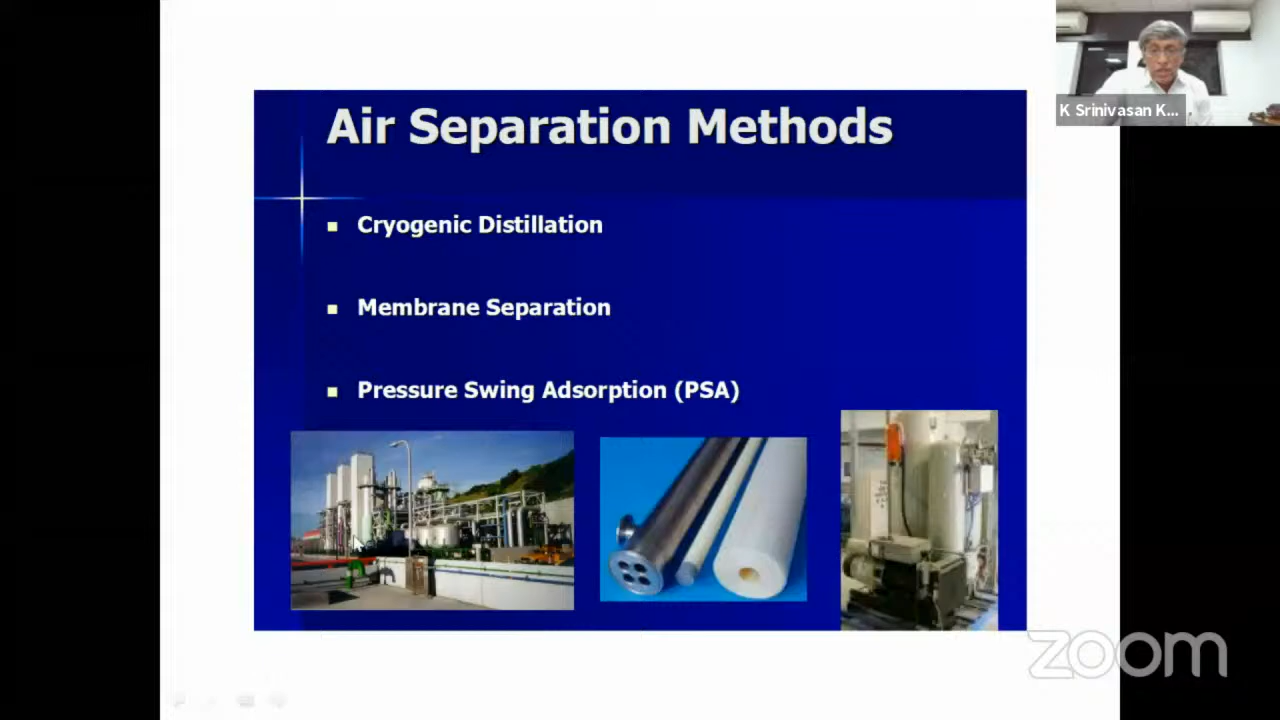 Air Separation Methods
K Srinivasan K...
Cryogenic Distillation
Membrane Separation
Pressure Swing Adsorption (PSA)
zoom